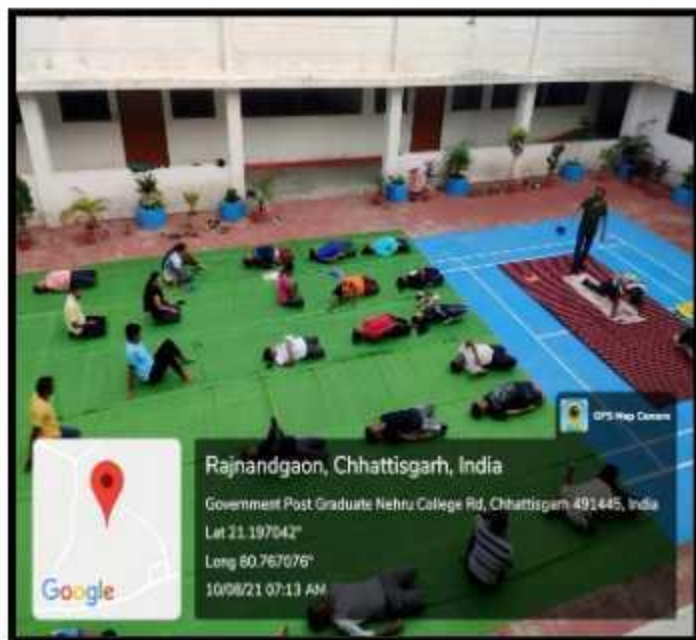 GPS Map Camera
Rajnandgaon, Chhattisgarh, India
Government Post Graduate Nehru College Rd, Chhattisgarh 491445, India
Lat 21.197042°
Long 80.767076°
10/08/21 07:13 AM
Google